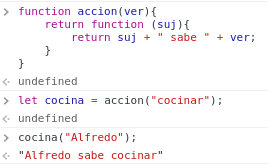 function accion(ver){
    return function (suj){
        return suj + " sabe " + ver;
    }
}
undefined
let cocina = accion("cocinar");
undefined
cocina("Alfredo");
"Alfredo sabe cocinar"